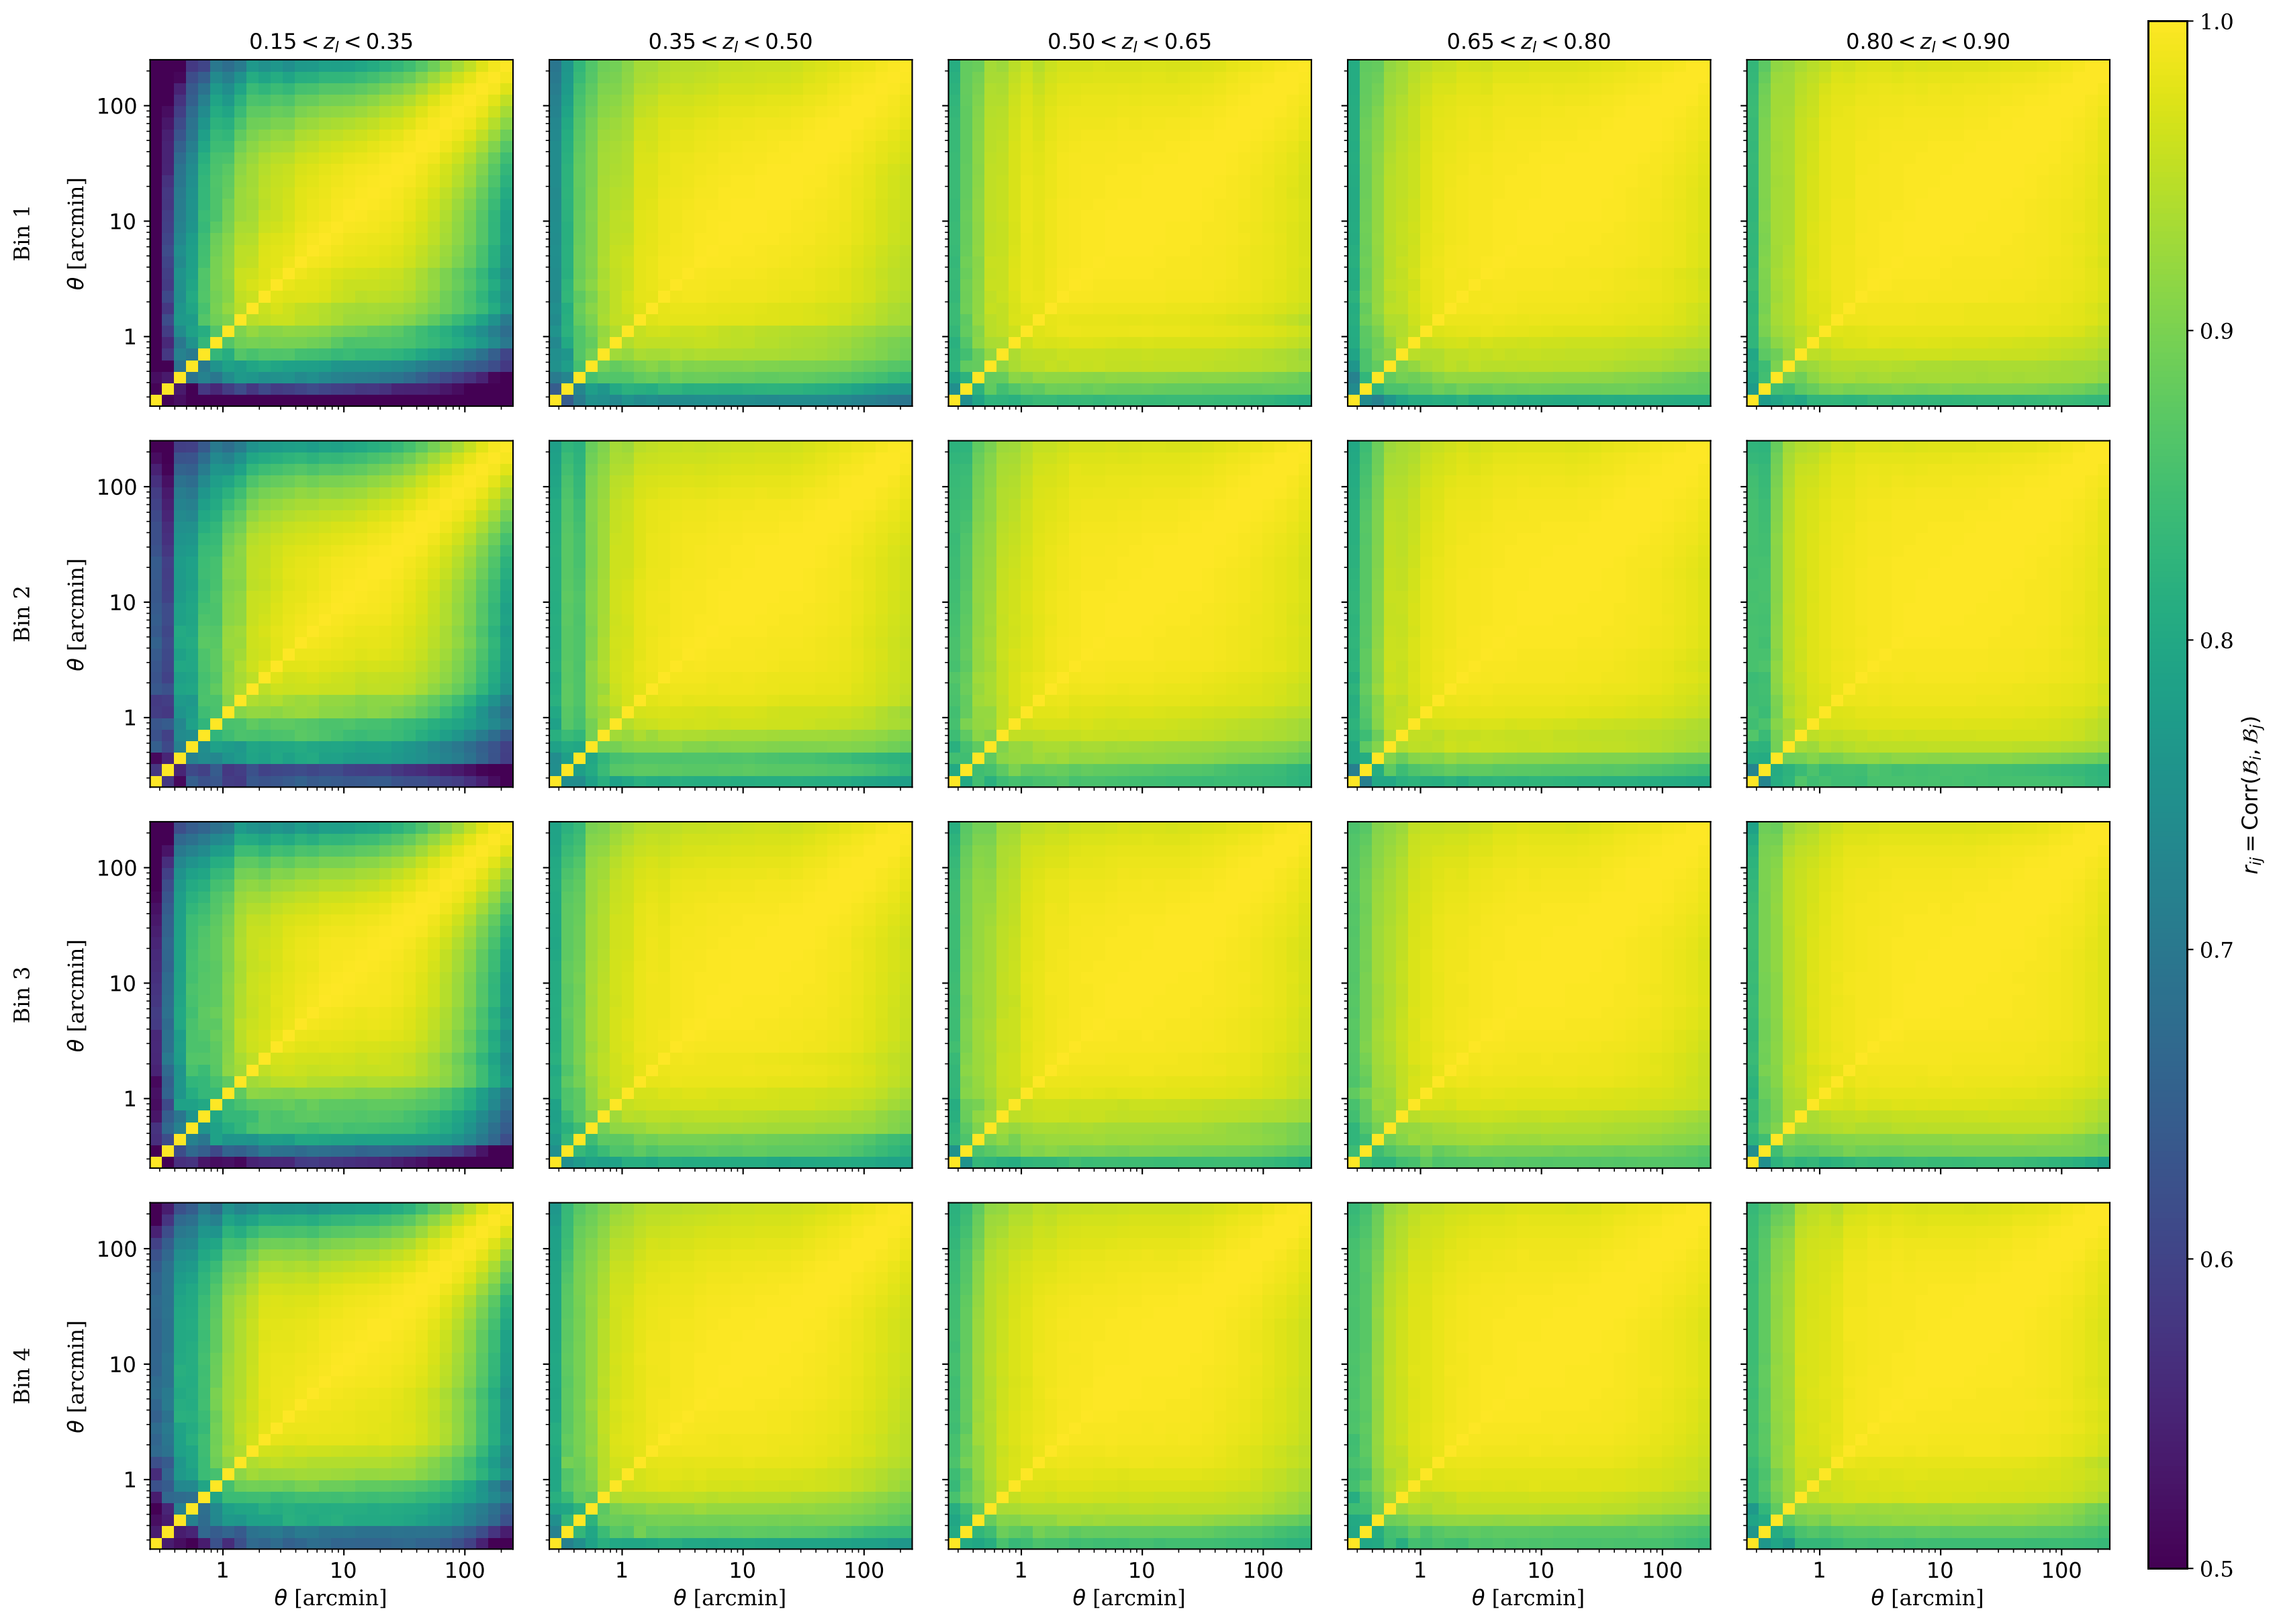 0.15 < z_l < 0.35
0.35 < z_l < 0.50
0.50 < z_l < 0.65
0.65 < z_l < 0.80
0.80 < z_l < 0.90
Bin 1
θ [arcmin]
100
10
1
Bin 2
θ [arcmin]
100
10
1
Bin 3
θ [arcmin]
100
10
1
Bin 4
θ [arcmin]
100
10
1
1 10 100
1 10 100
1 10 100
1 10 100
1 10 100
θ [arcmin]
θ [arcmin]
θ [arcmin]
θ [arcmin]
θ [arcmin]
1.0
0.9
0.8
0.7
0.6
0.5
r_ij = Corr(ℬ_i, ℬ_j)